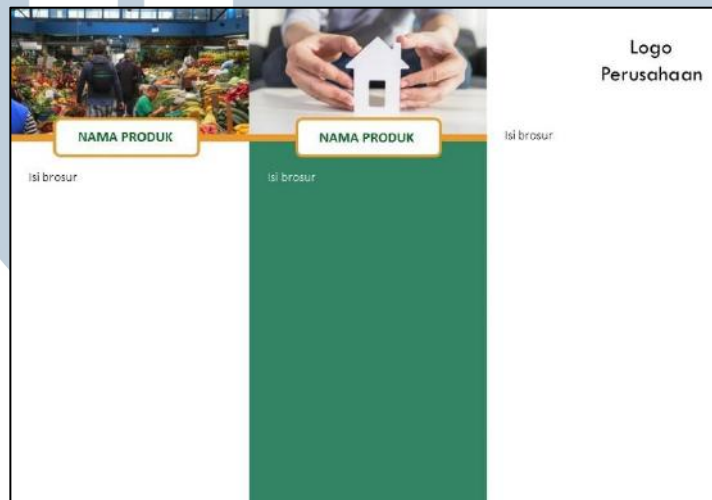 NAMA PRODUK
Isi brosur
NAMA PRODUK
Isi brosur
Logo
Perusahaan
Isi brosur